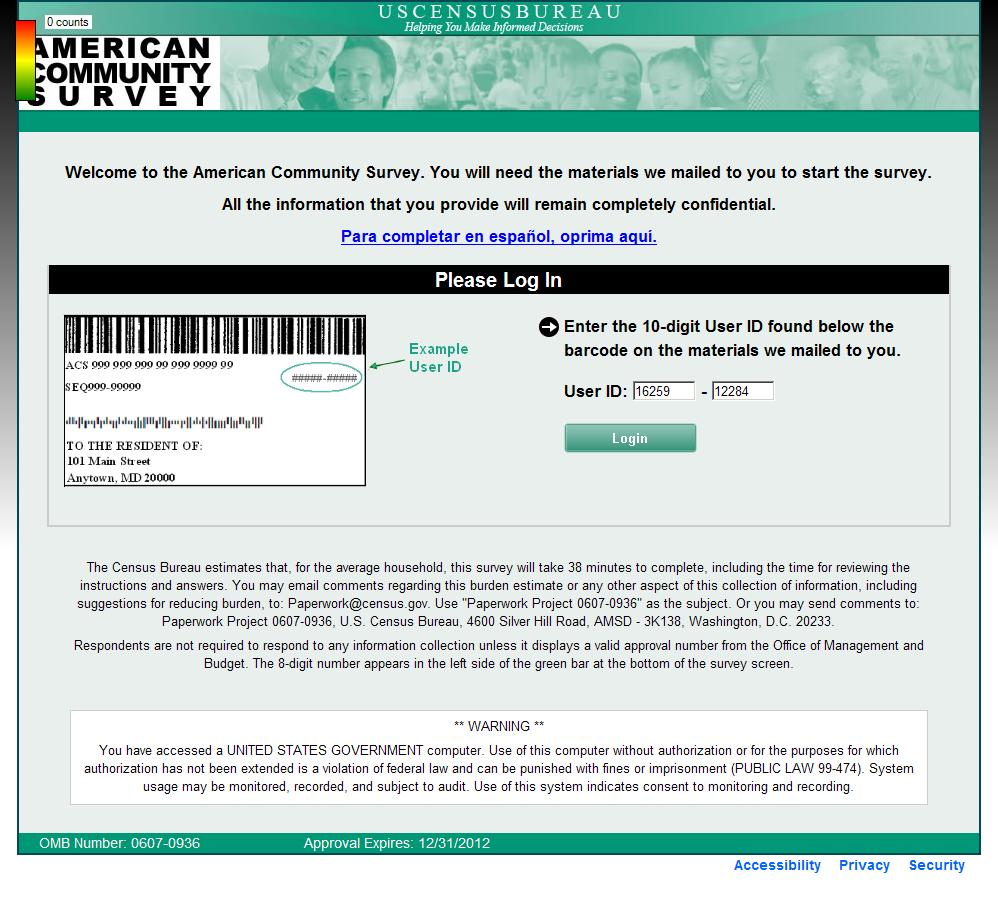 USCENSUSBUREAU
Helping You Make Informed Decisions
0 counts
AMERICAN
COMMUNITY
SURVEY
Welcome to the American Community Survey. You will need the materials we mailed to you to start the survey.
All the information that you provide will remain completely confidential.
Para completar en español, oprima aquí.
Please Log In
ACS 999 999 999 99 999 9999 99
#####-#####
SEQ999-99999
TO THE RESIDENT OF:
101 Main Street
Anytown, MD 20000
Example
User ID
Enter the 10-digit User ID found below the
barcode on the materials we mailed to you.
User ID: 16259 - 12284
Login
The Census Bureau estimates that, for the average household, this survey will take 38 minutes to complete, including the time for reviewing the
instructions and answers. You may email comments regarding this burden estimate or any other aspect of this collection of information, including
suggestions for reducing burden, to: Paperwork@census.gov. Use "Paperwork Project 0607-0936" as the subject. Or you may send comments to:
Paperwork Project 0607-0936, U.S. Census Bureau, 4600 Silver Hill Road, AMSD - 3K138, Washington, D.C. 20233.
Respondents are not required to respond to any information collection unless it displays a valid approval number from the Office of Management and
Budget. The 8-digit number appears in the left side of the green bar at the bottom of the survey screen.
** WARNING **
You have accessed a UNITED STATES GOVERNMENT computer. Use of this computer without authorization or for the purposes for which
authorization has not been extended is a violation of federal law and can be punished with fines or imprisonment (PUBLIC LAW 99-474). System
usage may be monitored, recorded, and subject to audit. Use of this system indicates consent to monitoring and recording.
OMB Number: 0607-0936 Approval Expires: 12/31/2012
Accessibility Privacy Security